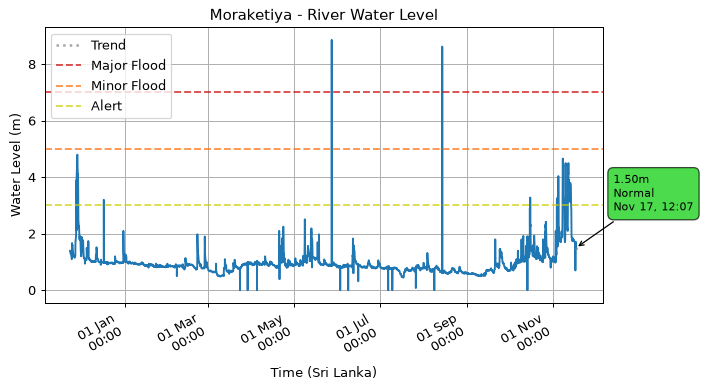 Moraketiya - River Water Level
Trend
Major Flood
Minor Flood
Alert
Water Level (m)
8
6
4
2
0
1.50m
Normal
Nov 17, 12:07
01 Jan
00:00
01 Mar
00:00
01 May
00:00
01 Jul
00:00
01 Sep
00:00
01 Nov
00:00
Time (Sri Lanka)